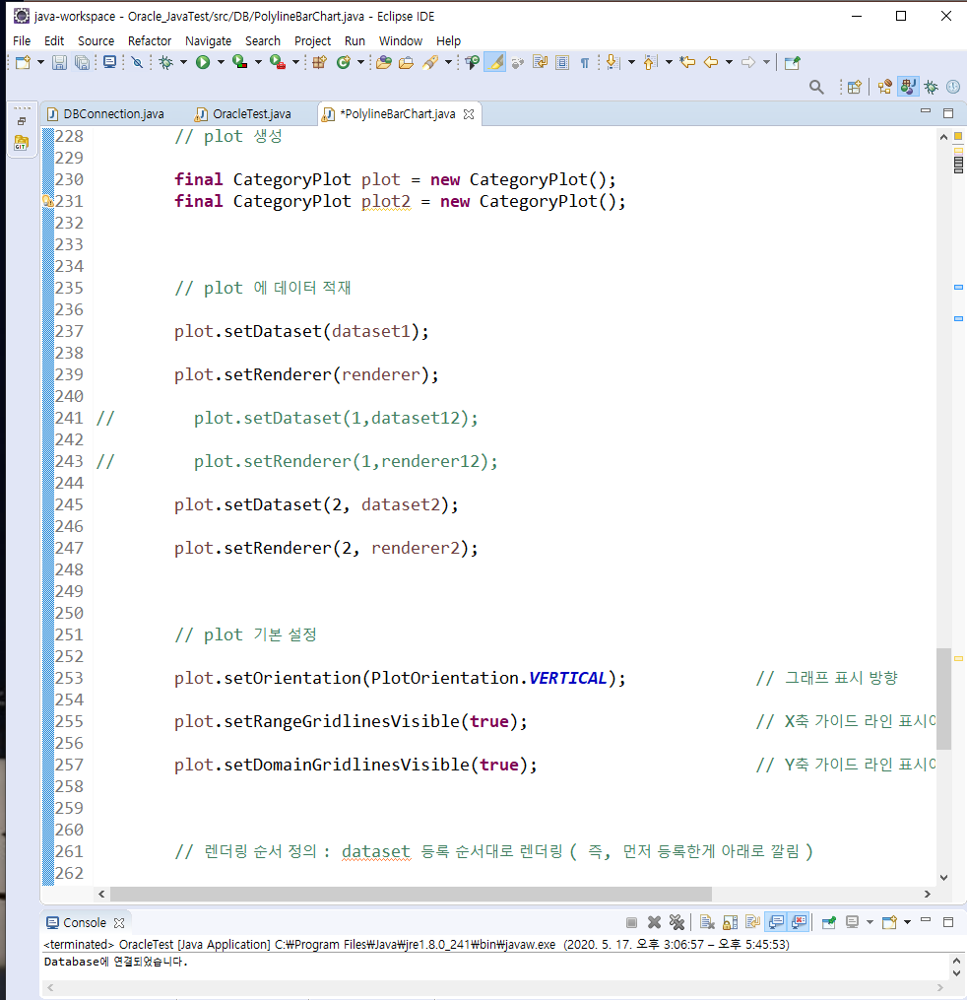 java-workspace - Oracle_JavaTest/src/DB/PolylineBarChart.java - Eclipse IDE
File Edit Source Refactor Navigate Search Project Run Window Help
DBConnection.java OracleTest.java *PolylineBarChart.java
GIT
228 // plot 생성
229
230 final CategoryPlot plot = new CategoryPlot();
231 final CategoryPlot plot2 = new CategoryPlot();
232
233
234
235 // plot 에 데이터 적재
236
237 plot.setDataset(dataset1);
238
239 plot.setRenderer(renderer);
240
241 // plot.setDataset(1,dataset12);
242
243 // plot.setRenderer(1,renderer12);
244
245 plot.setDataset(2, dataset2);
246
247 plot.setRenderer(2, renderer2);
248
249
250
251 // plot 기본 설정
252
253 plot.setOrientation(PlotOrientation.VERTICAL); // 그래프 표시 방향
254
255 plot.setRangeGridlinesVisible(true); // X축 가이드 라인 표시
256
257 plot.setDomainGridlinesVisible(true); // Y축 가이드 라인 표시
258
259
260
261 // 렌더링 순서 정의 : dataset 등록 순서대로 렌더링 ( 즉, 먼저 등록한게 아래로 깔림 )
262
Console
<terminated> OracleTest [Java Application] C:₩Program Files₩Java₩jre1.8.0_241₩bin₩javaw.exe (2020. 5. 17. 오후 3:06:57 – 오후 5:45:53)
Database에 연결되었습니다.